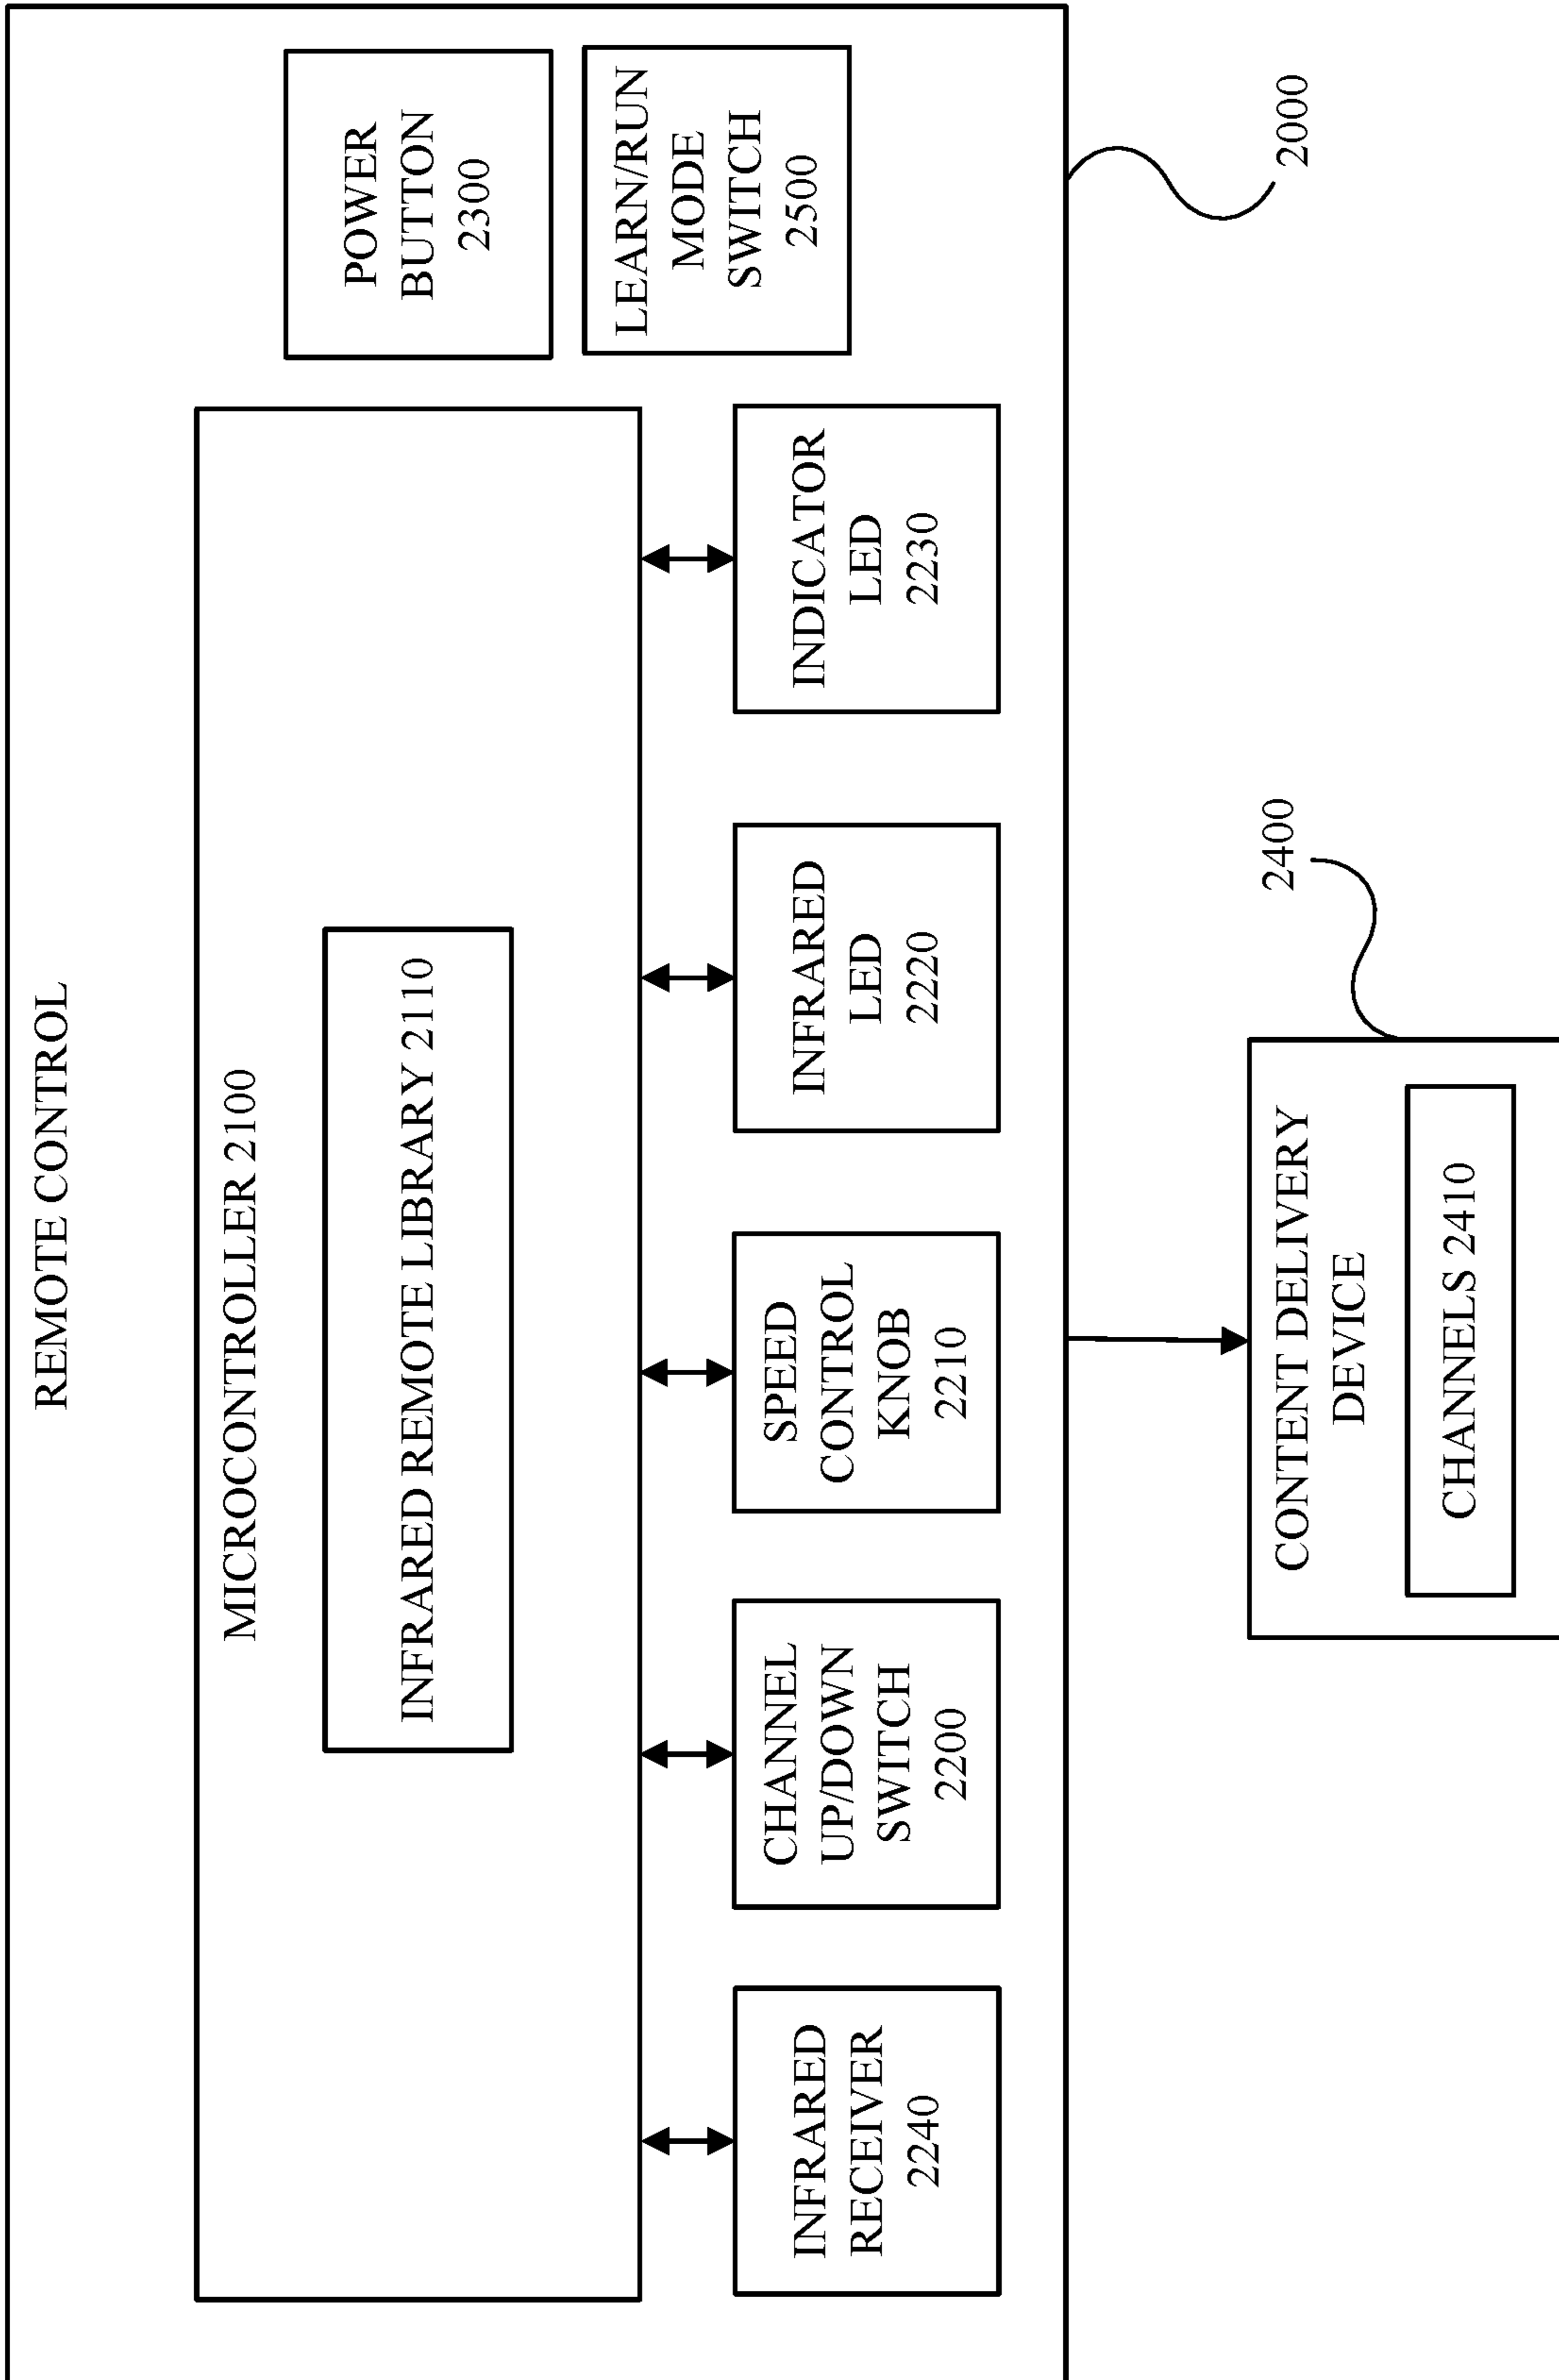 REMOTE CONTROL
MICROCONTROLLER 2100
INFRARED REMOTE LIBRARY 2110
POWER
BUTTON
2300
LEARN/RUN
MODE
SWITCH
2500
INFRARED
RECEIVER
2240
CHANNEL
UP/DOWN
SWITCH
2200
SPEED
CONTROL
KNOB
2210
INFRARED
LED
2220
INDICATOR
LED
2230
2000
2400
CONTENT DELIVERY
DEVICE
CHANNELS 2410